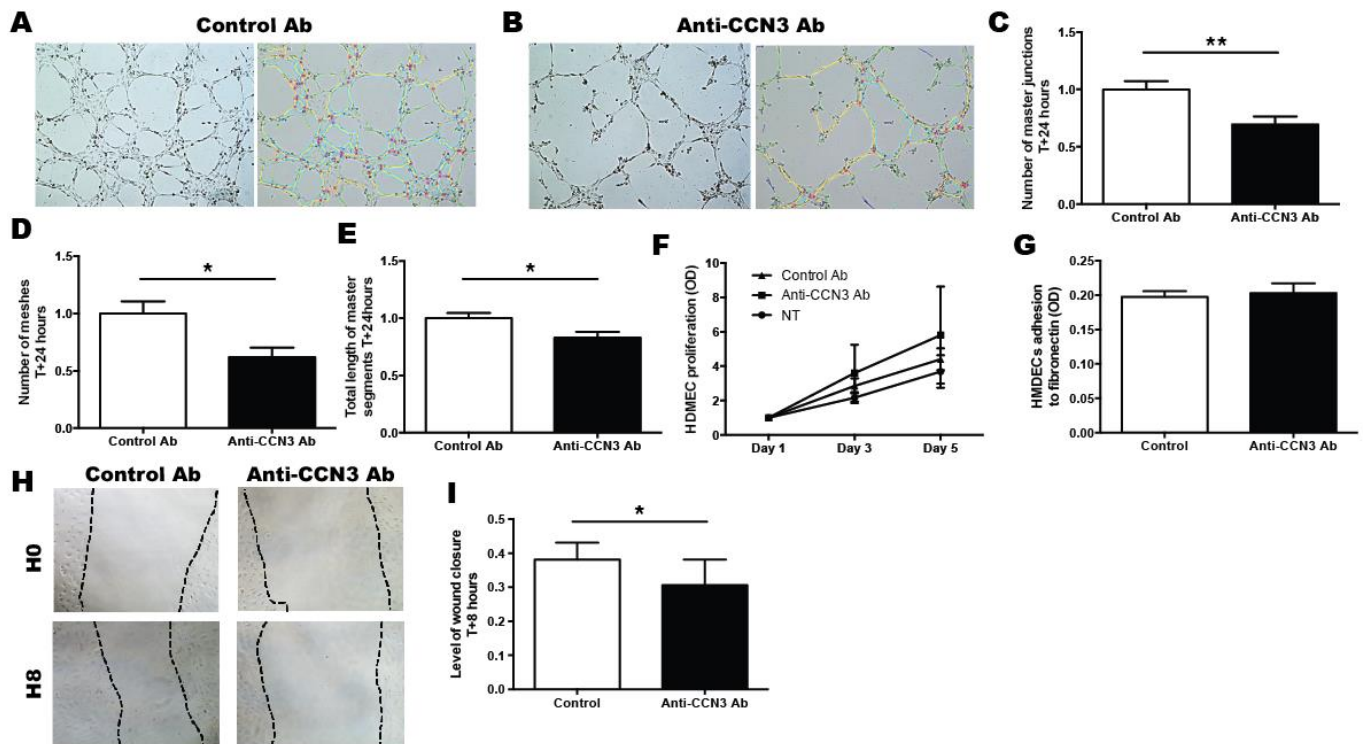 A
Control Ab
B
Anti-CCN3 Ab
C
Number of master junctions
T+24 hours
1.5
1.0
0.5
0.0
**
Control Ab
Anti-CCN3 Ab
D
Number of meshes
T+24 hours
1.5
1.0
0.5
0.0
*
Control Ab
Anti-CCN3 Ab
E
Total length of master
segments T+24hours
1.5
1.0
0.5
0.0
*
Control Ab
Anti-CCN3 Ab
F
HDMEC proliferation (OD)
10
8
6
4
2
0
Control Ab
Anti-CCN3 Ab
NT
Day 1
Day 3
Day 5
G
HMDECs adhesion
to fibronectin (OD)
0.25
0.20
0.15
0.10
0.05
0.00
Control
Anti-CCN3 Ab
H
Control Ab
Anti-CCN3 Ab
H0
H8
I
Level of wound closure
T+8 hours
0.5
0.4
0.3
0.2
0.1
0.0
*
Control
Anti-CCN3 Ab